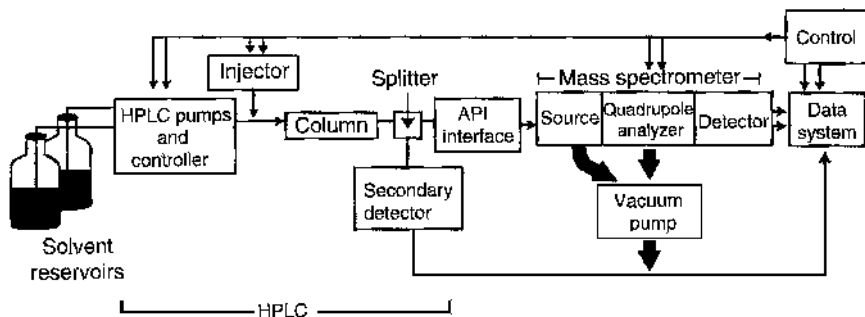 Control
Injector
Splitter
Mass spectrometer
HPLC pumps
and
controller
Column
API
interface
Source
Quadrupole
analyzer
Detector
Data
system
Secondary
detector
Vacuum
pump
Solvent
reservoirs
HPLC